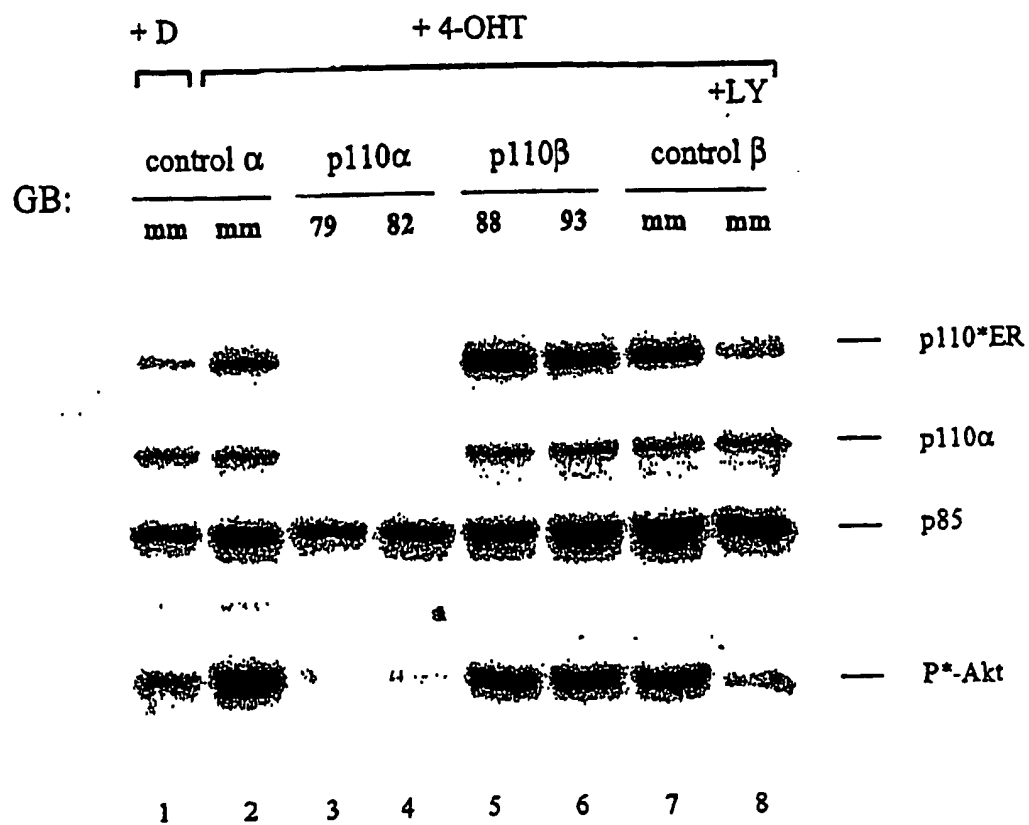 + D + 4-OHT
+LY
control α p110α p110β control β
GB:
mm mm 79 82 88 93 mm mm
p110*ER
p110α
p85
P*-Akt
1 2 3 4 5 6 7 8